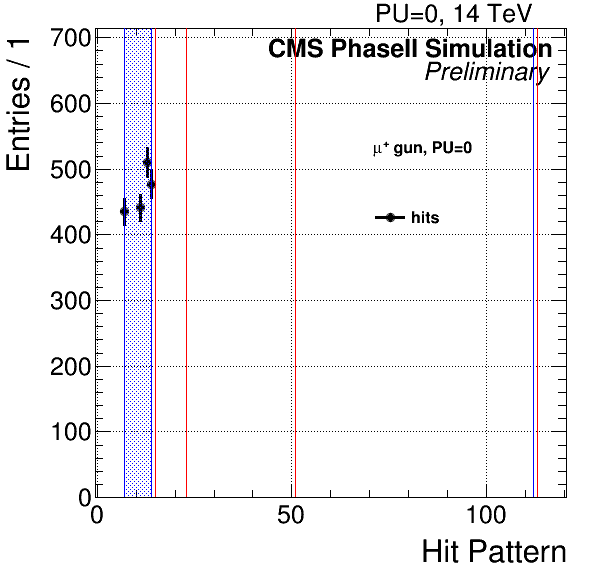 PU=0, 14 TeV
CMS PhaseII Simulation
Preliminary
μ⁺ gun, PU=0
hits
Entries / 1
700
600
500
400
300
200
100
0
0 50 100
Hit Pattern